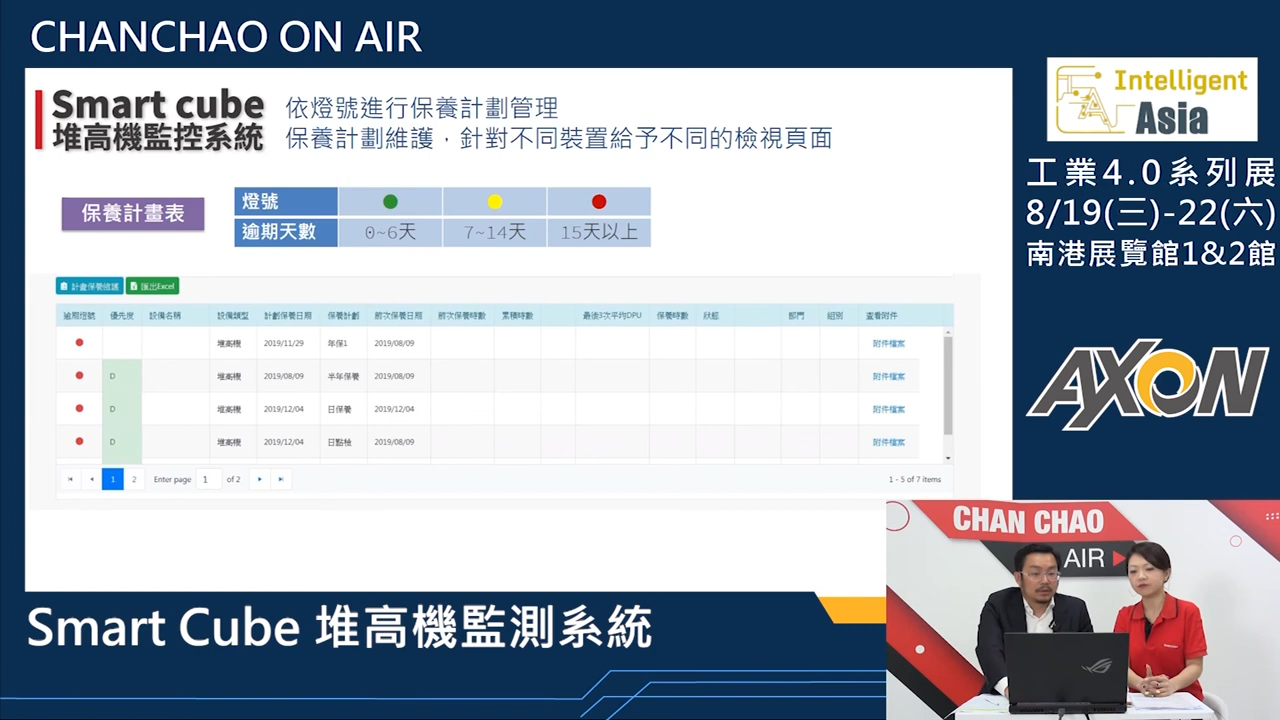 CHANCHAO ON AIR
Smart cube
堆高機監控系統
依燈號進行保養計劃管理
保養計劃維護，針對不同裝置給予不同的檢視頁面
保養計畫表
燈號
逾期天數 0~6天 7~14天 15天以上
計畫保養維護 匯出Excel
逾期燈號 優先度 設備名稱 設備類型 計劃保養日期 保養計劃 前次保養日期 前次保養時數 累積時數 最後3次平均DPU 保養時數 狀態 部門 組別 查看附件
堆高機 2019/11/29 年保1 2019/08/09 附件檔案
D 堆高機 2019/08/09 半年保養 2019/08/09 附件檔案
D 堆高機 2019/12/04 日保養 2019/12/04 附件檔案
D 堆高機 2019/12/04 日點檢 2019/08/09 附件檔案
1 2 Enter page 1 of 2 1 - 5 of 7 items
Intelligent
Asia
工業4.0系列展
8/19(三)-22(六)
南港展覽館1&2館
AXON
CHAN CHAO
AIR
Smart Cube 堆高機監測系統